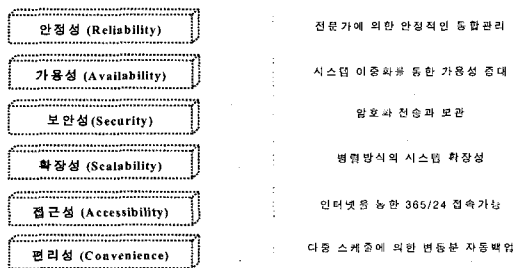 안정성 (Reliability)
전문가에 의한 안정적인 통합관리
가용성 (Availability)
시스템 이중화를 통한 가용성 증대
보안성 (Security)
암호화 전송과 보관
확장성 (Scalability)
병렬방식의 시스템 확장성
접근성 (Accessibility)
인터넷을 통한 365/24 접속가능
편리성 (Convenience)
다중 스케줄에 의한 변동분 자동백업